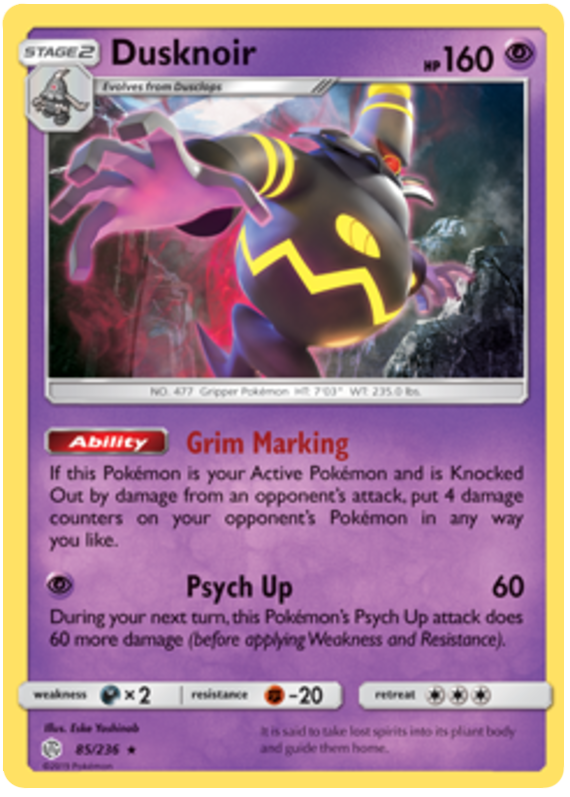 STAGE 2 Dusknoir HP 160
Evolves from Dusclops
NO. 477 Gripper Pokémon HT: 7'03" WT: 235.0 lbs.
Ability Grim Marking
If this Pokémon is your Active Pokémon and is Knocked
Out by damage from an opponent's attack, put 4 damage
counters on your opponent's Pokémon in any way
you like.
Psych Up 60
During your next turn, this Pokémon's Psych Up attack does
60 more damage (before applying Weakness and Resistance).
weakness ×2 resistance -20 retreat
Illus. Eske Yoshinob
It is said to take lost spirits into its pliant body
85/236 ★
and guide them home.
©2019 Pokémon